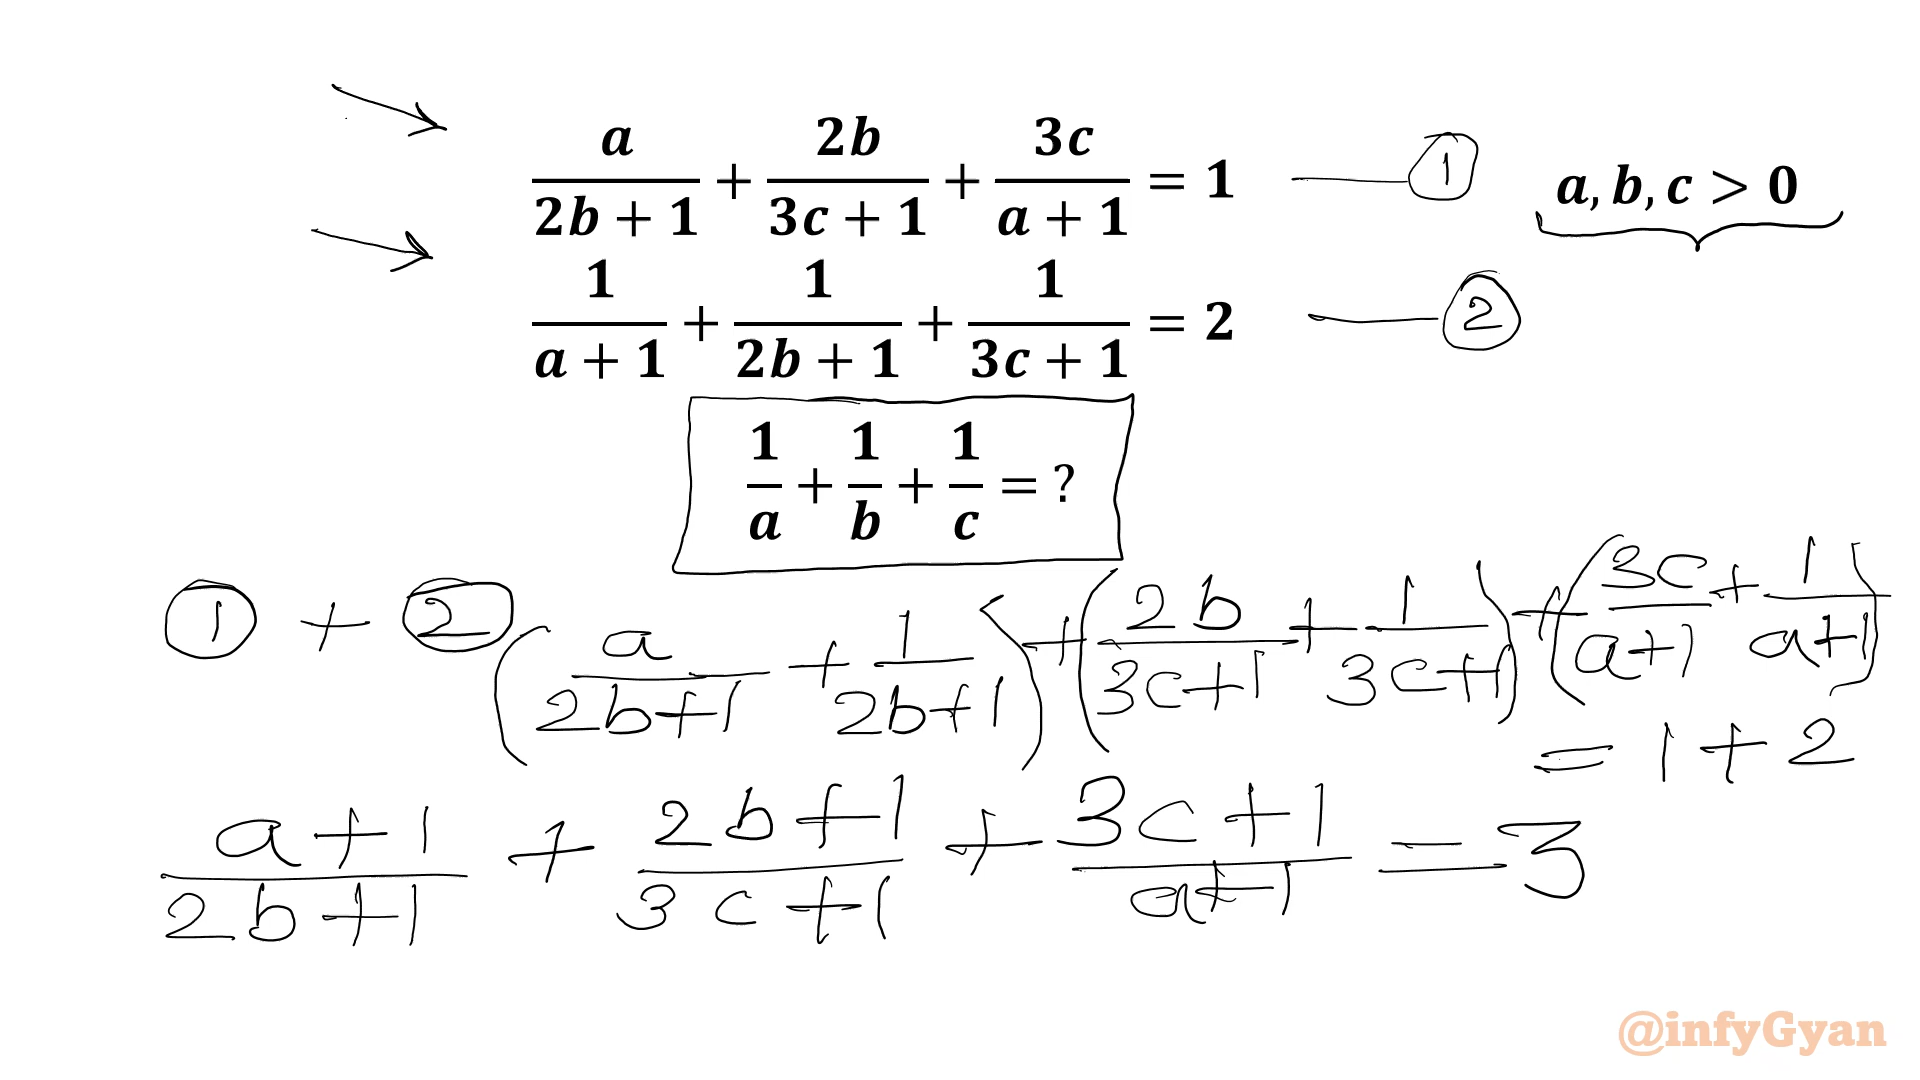 a/(2b + 1) + 2b/(3c + 1) + 3c/(a + 1) = 1 — ① a, b, c > 0
1/(a + 1) + 1/(2b + 1) + 1/(3c + 1) = 2 — ②
1/a + 1/b + 1/c = ?
① + ② (a/(2b+1) + 1/(2b+1)) + (2b/(3c+1) + 1/(3c+1)) + (3c/(a+1) + 1/(a+1))
= 1 + 2
(a+1)/(2b+1) + (2b+1)/(3c+1) + (3c+1)/(a+1) = 3
@infyGyan